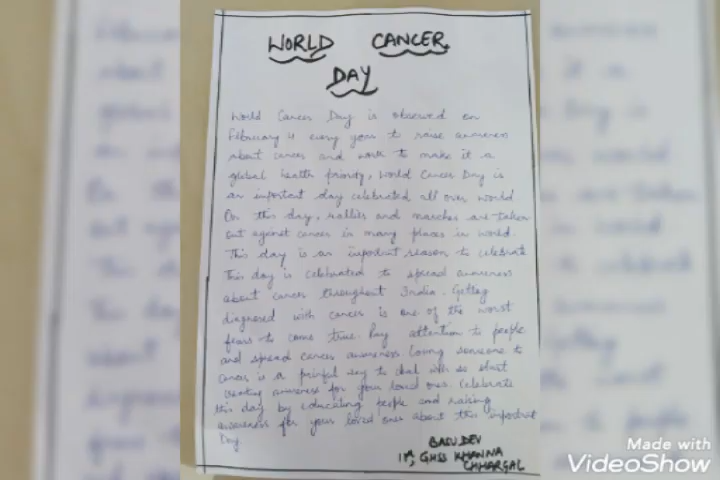 WORLD CANCER
DAY
World Cancer Day is observed on
February 4 every year to raise awareness
about cancer and work to make it a
global health priority, World Cancer Day is
an important day celebrated all over world
On this day, rallies and marches are taken
out against cancer in many places in world.
This day is an important reason to celebrate
This day is celebrated to spread awareness
about cancer throughout India. Getting
diagnosed with cancer is one of the worst
fears to come true. Pay attention to people
and spread cancer awareness. Losing someone to
cancer is a painful way to deal with so start
creating awareness for your loved ones. Celebrate
this day by educating people and raising
awareness for your loved ones about this important
Day.
BASUDEV
GHSS KHANNA
CHHARGAL
Made with
VideoShow